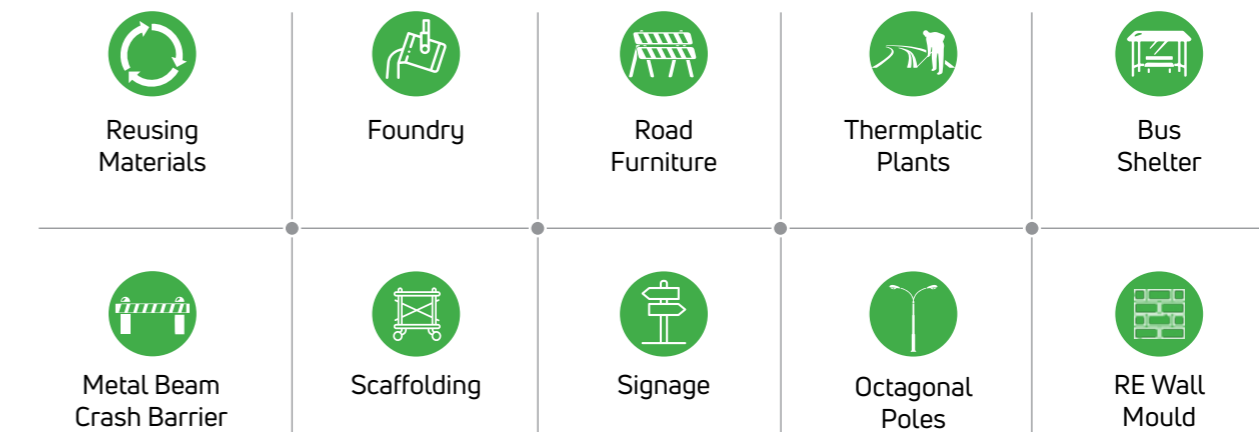 Reusing
Materials
Foundry
Road
Furniture
Thermplatic
Plants
Bus
Shelter
Metal Beam
Crash Barrier
Scaffolding
Signage
Octagonal
Poles
RE Wall
Mould